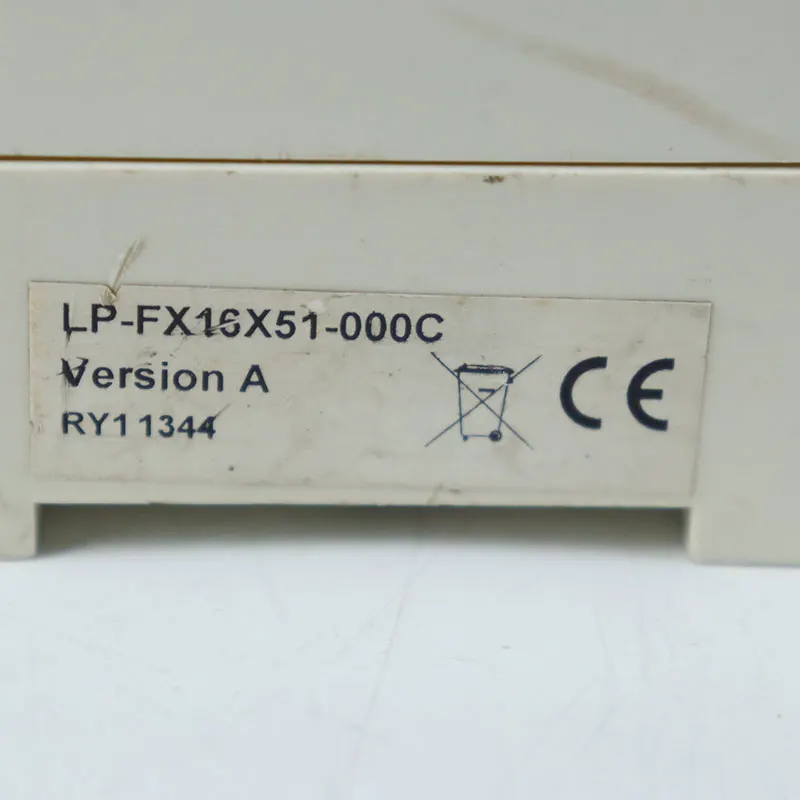 LP-FX16X51-000C
Version A
RY11344
CE